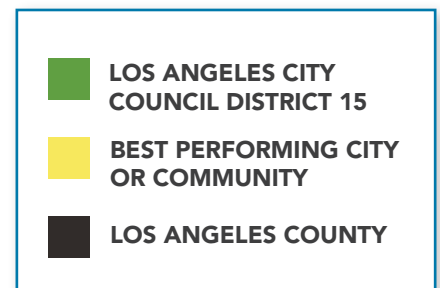 LOS ANGELES CITY
COUNCIL DISTRICT 15
BEST PERFORMING CITY
OR COMMUNITY
LOS ANGELES COUNTY